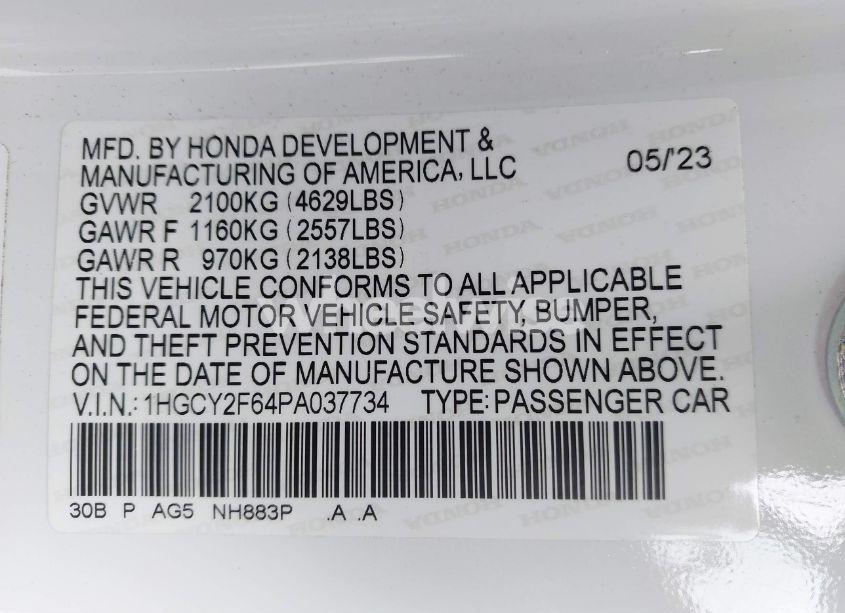 MFD. BY HONDA DEVELOPMENT &
MANUFACTURING OF AMERICA, LLC 05/'23
GVWR 2100KG (4629LBS)
GAWR F 1160KG (2557LBS)
GAWR R 970KG (2138LBS)
THIS VEHICLE CONFORMS TO ALL APPLICABLE
FEDERAL MOTOR VEHICLE SAFETY, BUMPER,
AND THEFT PREVENTION STANDARDS IN EFFECT
ON THE DATE OF MANUFACTURE SHOWN ABOVE.
V.I.N.: 1HGCY2F64PA037734 TYPE: PASSENGER CAR
30B P AG5 NH883P .A .A